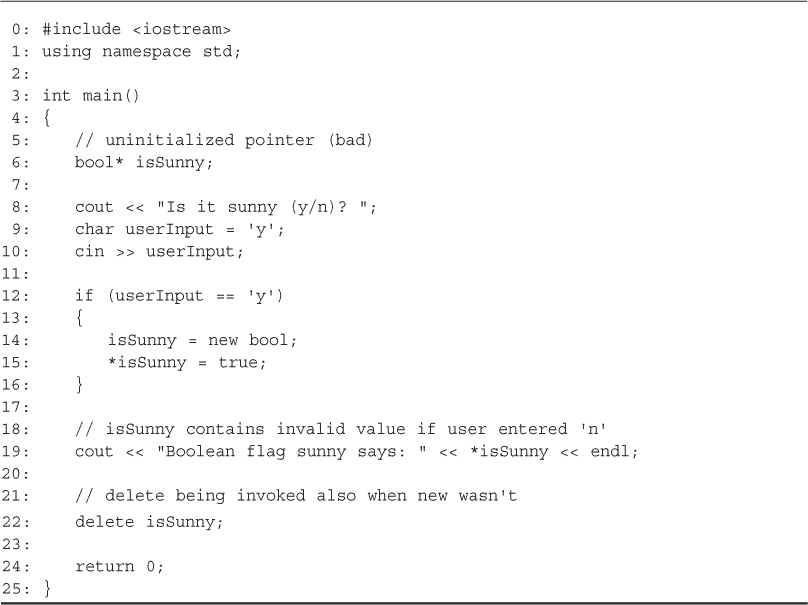 0: #include <iostream>
1: using namespace std;
2:
3: int main()
4: {
5:    // uninitialized pointer (bad)
6:    bool* isSunny;
7:
8:    cout << "Is it sunny (y/n)? ";
9:    char userInput = 'y';
10:    cin >> userInput;
11:
12:    if (userInput == 'y')
13:    {
14:       isSunny = new bool;
15:       *isSunny = true;
16:    }
17:
18:    // isSunny contains invalid value if user entered 'n'
19:    cout << "Boolean flag sunny says: " << *isSunny << endl;
20:
21:    // delete being invoked also when new wasn't
22:    delete isSunny;
23:
24:    return 0;
25: }